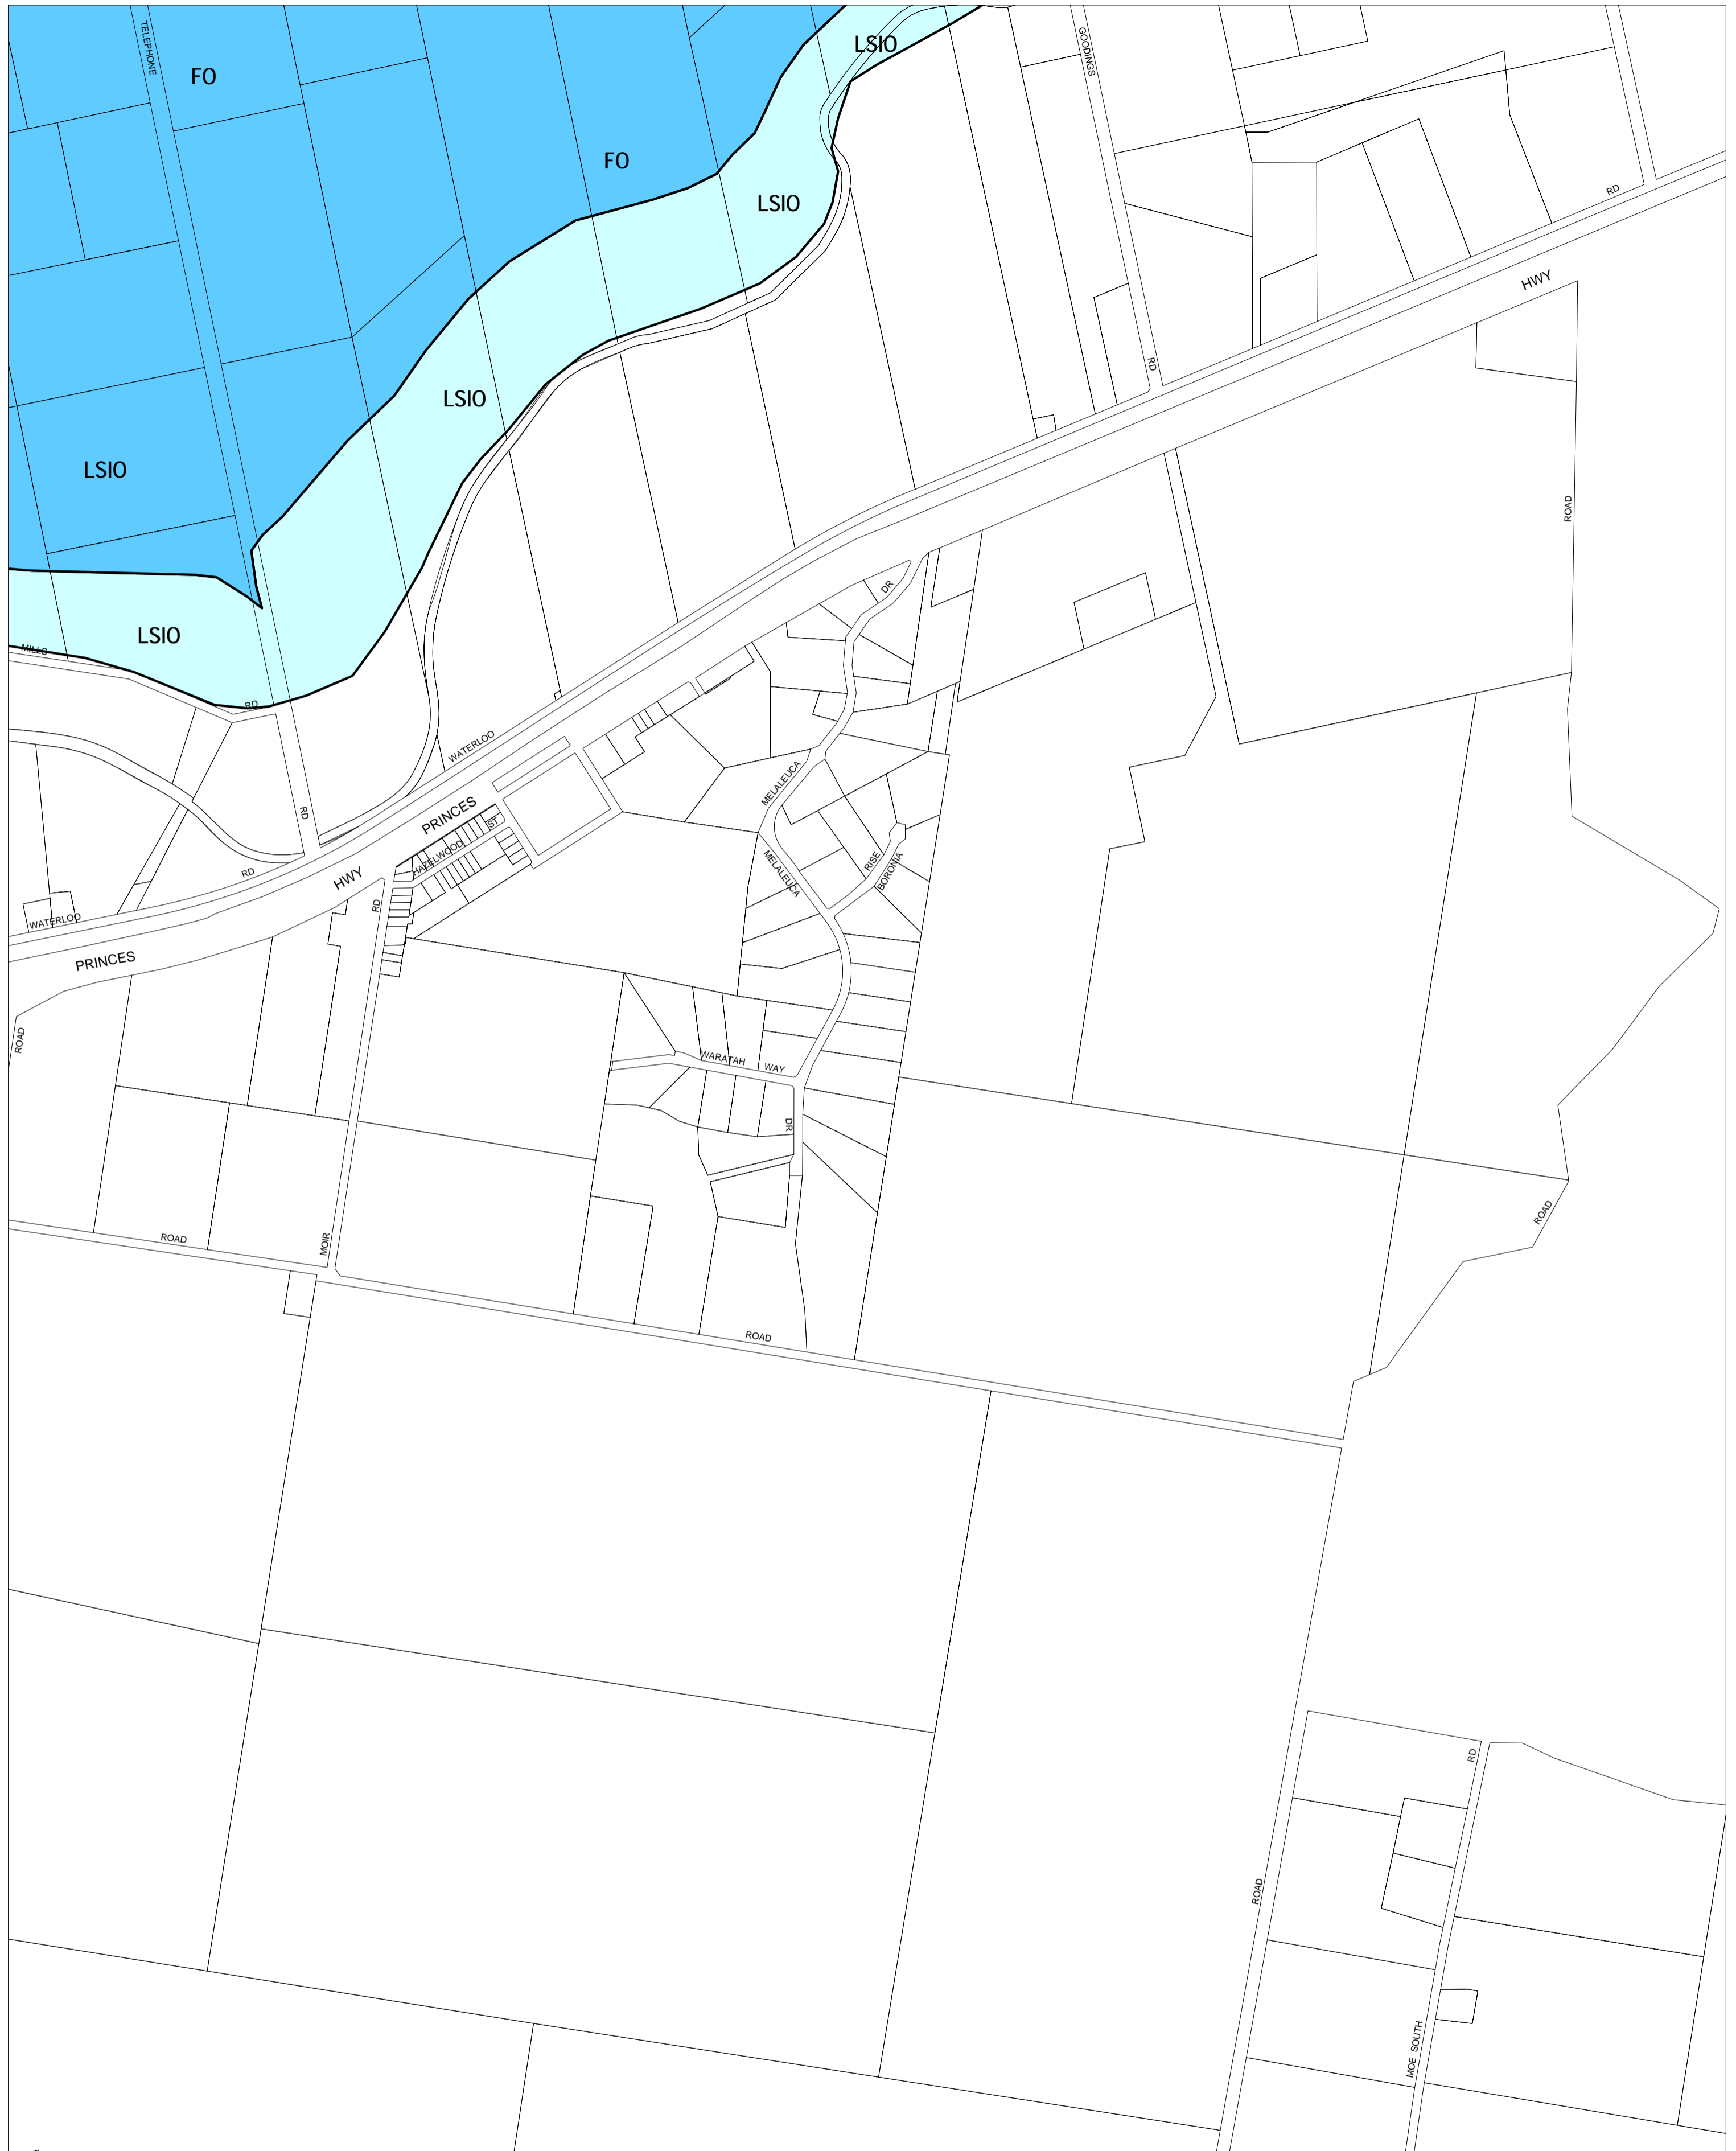 LSIO
TELEPHONE
GOODINGS
FO
FO
RD
LSIO
HWY
RD
LSIO
LSIO
ROAD
DR
LSIO
MILLS
RD
WATERLOO
MELALEUCA
RD
PRINCES
ST
HAZELWOOD
RISE
BORONIA
MELALEUCA
RD
HWY
RD
WATERLOO
PRINCES
ROAD
WARATAH
WAY
DR
ROAD
ROAD
MOIR
ROAD
RD
ROAD
MOE SOUTH